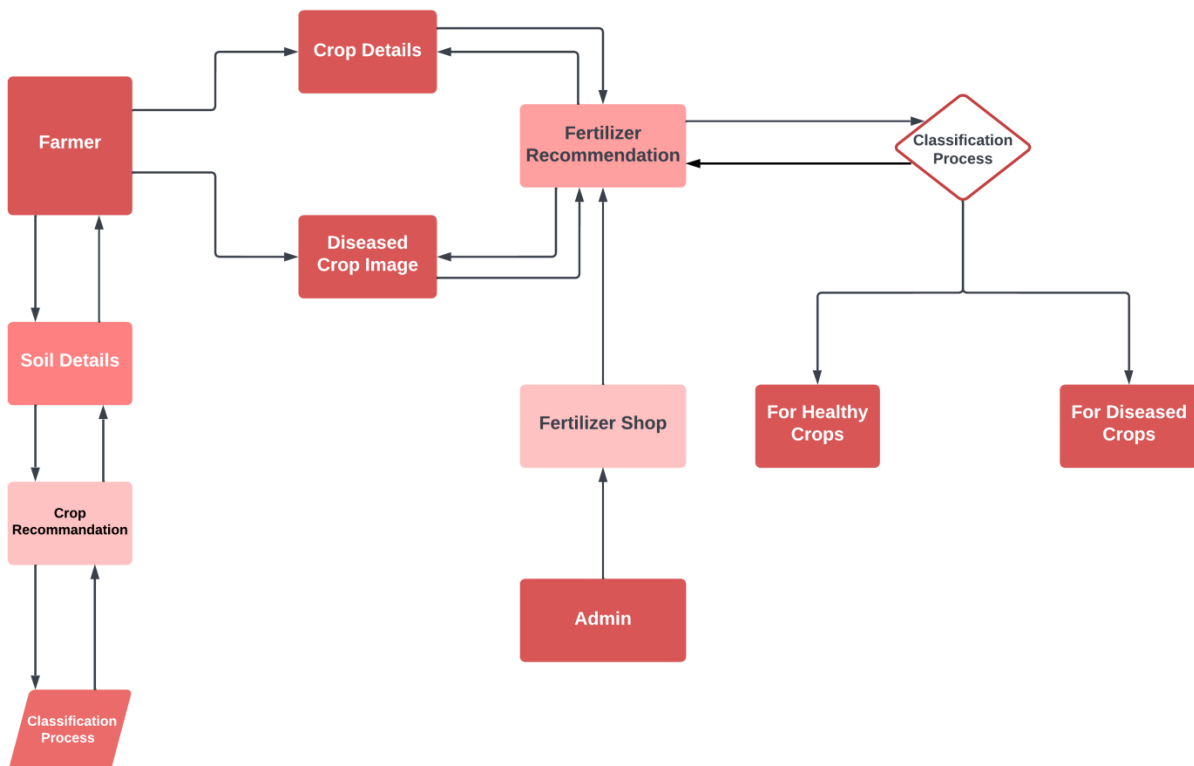 Crop Details
Farmer
Fertilizer
Recommendation
Classification
Process
Diseased
Crop Image
Soil Details
Fertilizer Shop
For Healthy
Crops
For Diseased
Crops
Crop
Recommandation
Admin
Classification
Process